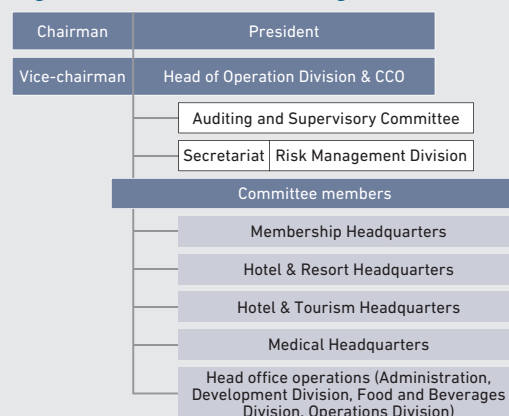 Chairman President
Vice-chairman Head of Operation Division & CCO
Auditing and Supervisory Committee
Secretariat Risk Management Division
Committee members
Membership Headquarters
Hotel & Resort Headquarters
Hotel & Tourism Headquarters
Medical Headquarters
Head office operations (Administration,
Development Division, Food and Beverages
Division, Operations Division)